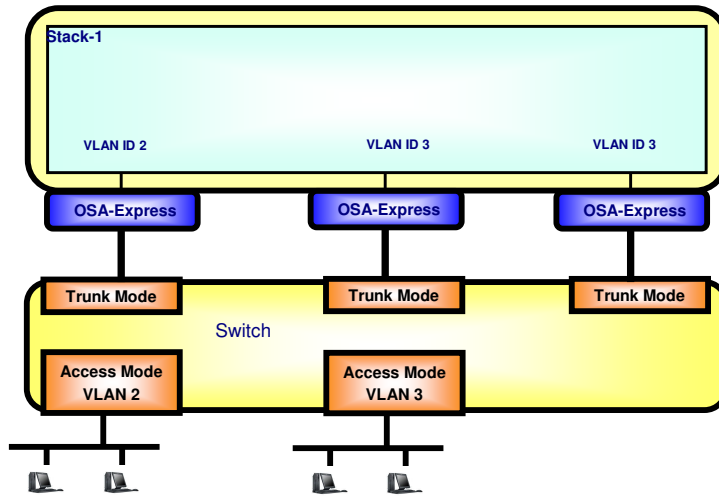 Stack-1
VLAN ID 2
VLAN ID 3
VLAN ID 3
OSA-Express
OSA-Express
OSA-Express
Trunk Mode
Trunk Mode
Trunk Mode
Switch
Access Mode
VLAN 2
Access Mode
VLAN 3